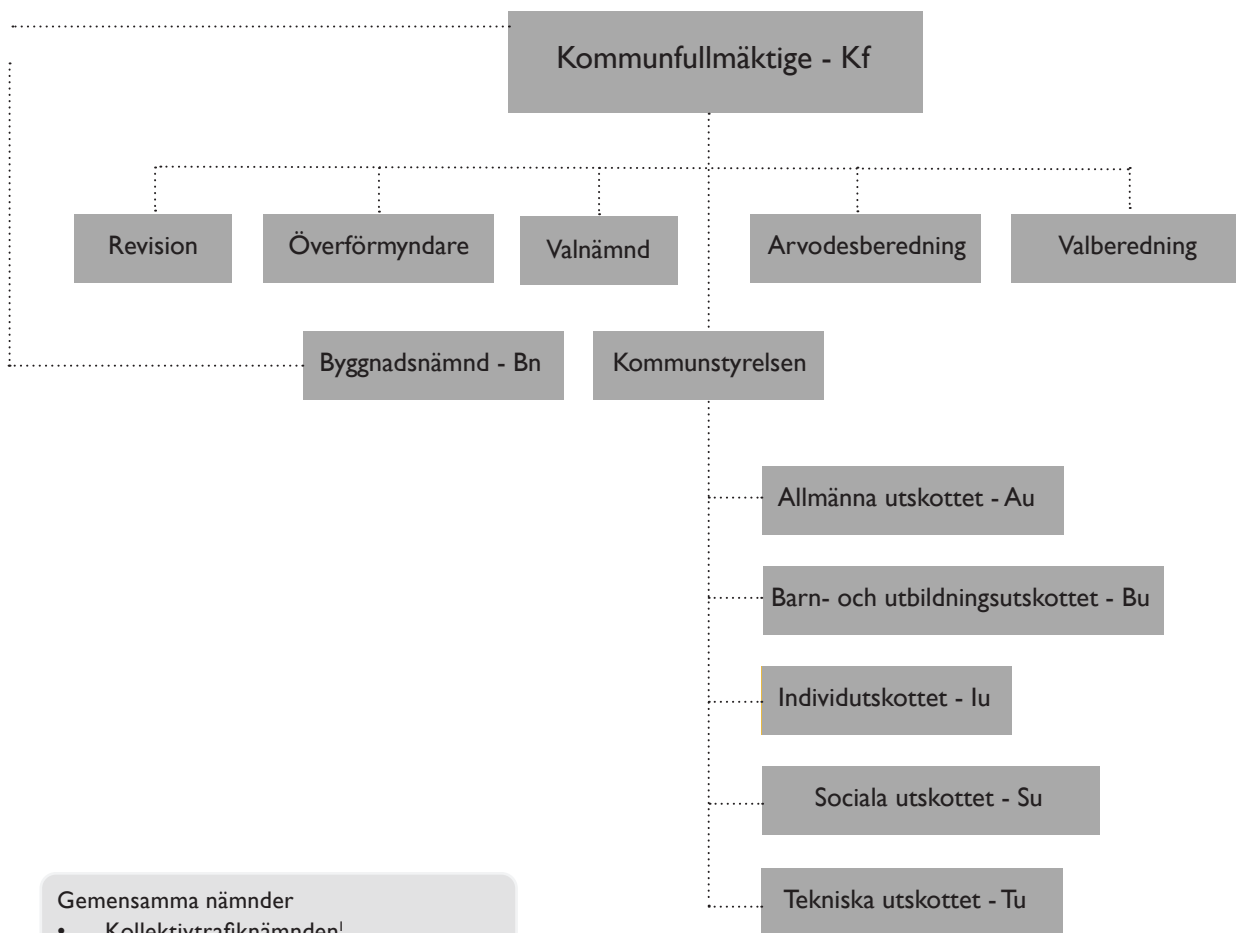 Kommunfullmäktige - Kf
Revision
Överförmyndare
Valnämnd
Arvodesberedning
Valberedning
Byggnadsnämnd - Bn
Kommunstyrelsen
Allmänna utskottet - Au
Barn- och utbildningsutskottet - Bu
Individutskottet - Iu
Sociala utskottet - Su
Tekniska utskottet - Tu
Gemensamma nämnder
• Kollektivtrafiknämnden¹